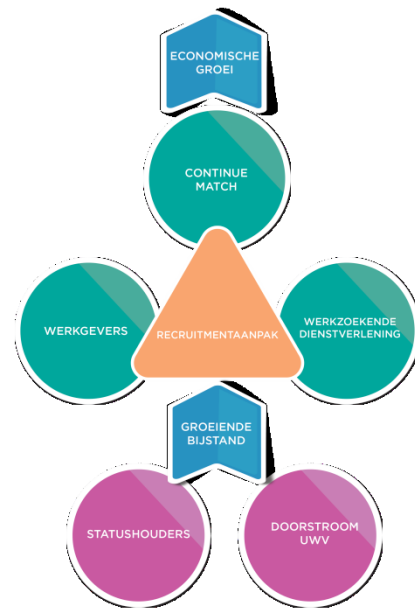 ECONOMISCHE
GROEI
CONTINUE
MATCH
WERKGEVERS
RECRUITMENTAANPAK
WERKZOEKENDE
DIENSTVERLENING
GROEIENDE
BIJSTAND
STATUSHOUDERS
DOORSTROOM
UWV